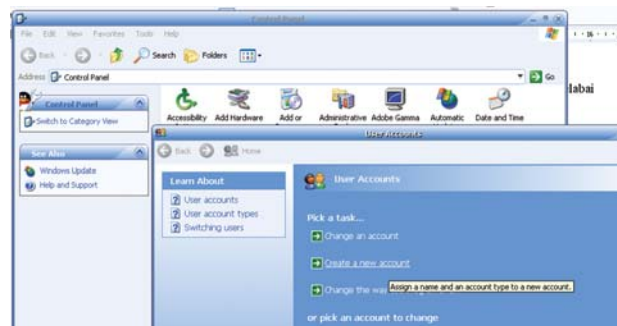 Control Panel
File Edit View Favorites Tools Help
Back Search Folders
Address Control Panel Go
16
Control Panel
Switch to Category View
See Also
Windows Update
Help and Support
Accessibility Add Hardware Add or Administrative Adobe Gamma Automatic Date and Time
User Accounts
Back Home
Learn About
User accounts
User account types
Switching users
User Accounts
Pick a task...
Change an account
Create a new account
Change the wa
Assign a name and an account type to a new account.
or pick an account to change